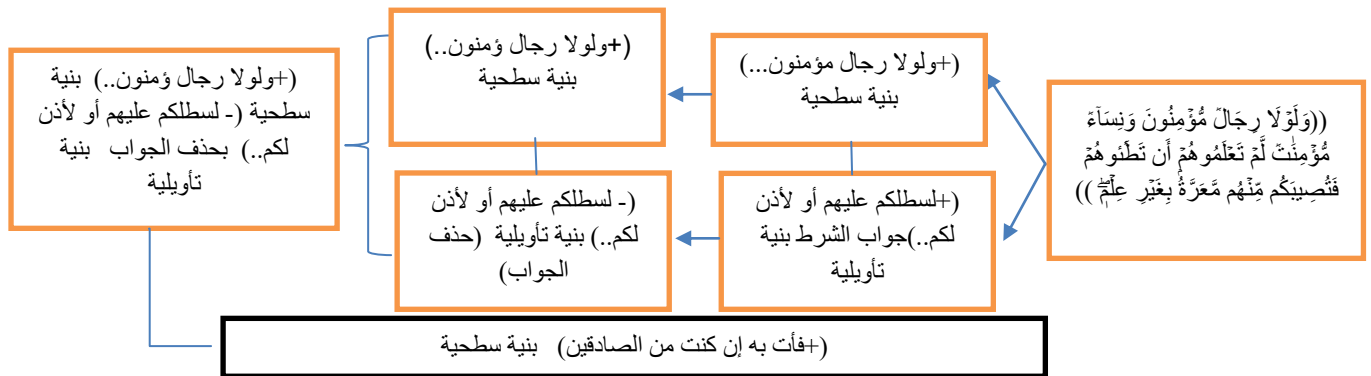 ((وَلَوۡلَا رِجَالٞ مُّؤۡمِنُونَ وَنِسَآءٞ
مُّؤۡمِنَٰتٞ لَّمۡ تَعۡلَمُوهُمۡ أَن تَطَـُٔوهُمۡ
فَتُصِيبَكُم مِّنۡهُم مَّعَرَّةُۢ بِغَيۡرِ عِلۡمٖۖ ))
(+ولولا رجال مؤمنون...)
بنية سطحية
(+لسطلكم عليهم أو لأذن
لكم..)جواب الشرط بنية
تأويلية
(+ولولا رجال ؤمنون..)
بنية سطحية
(- لسطلكم عليهم أو لأذن
لكم..) بنية تأويلية (حذف
الجواب)
(+ولولا رجال ؤمنون..) بنية
سطحية (- لسطلكم عليهم أو لأذن
لكم..) بحذف الجواب بنية
تأويلية
(+فأت به إن كنت من الصادقين) بنية سطحية